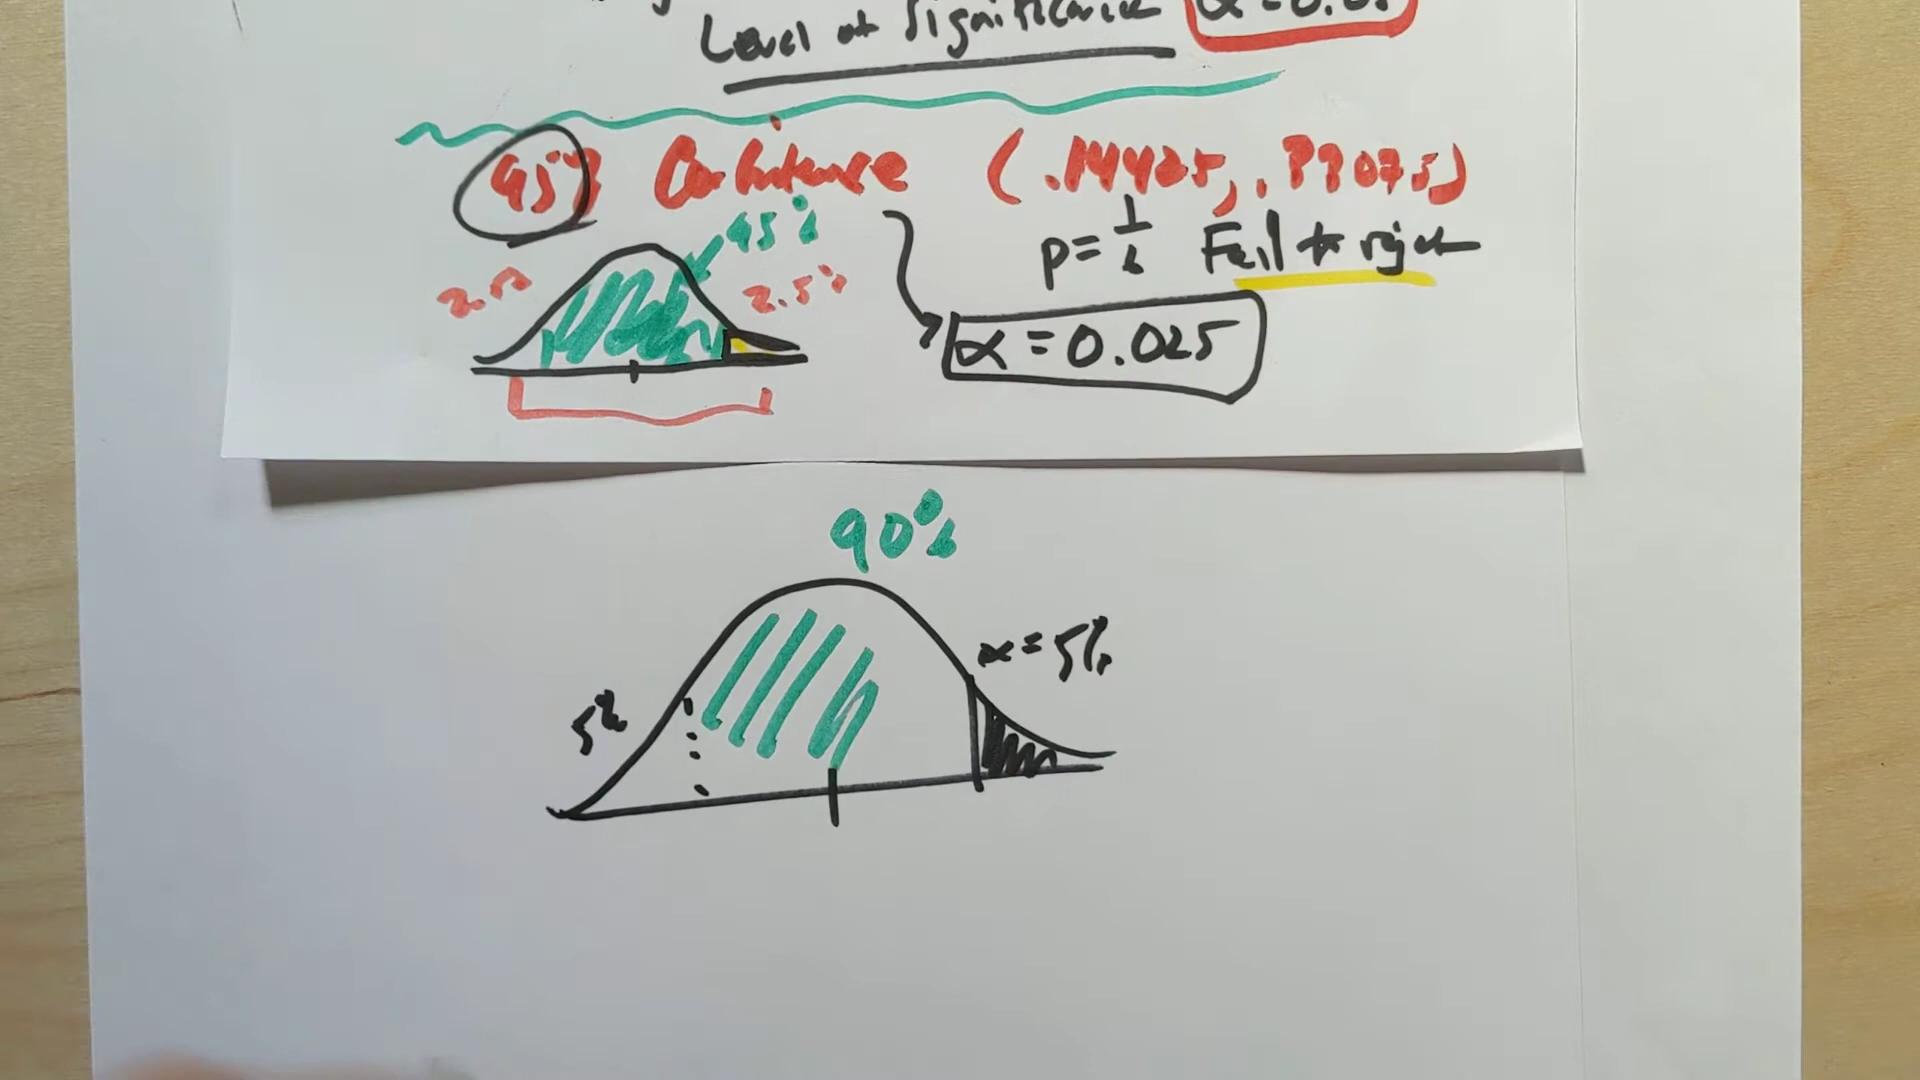 Level of Significance
95% Confidence (.14425, .39075)
95%
p = 1/6 Fail to reject
2.5%
2.5%
α = 0.025
90%
α = 5%
5%